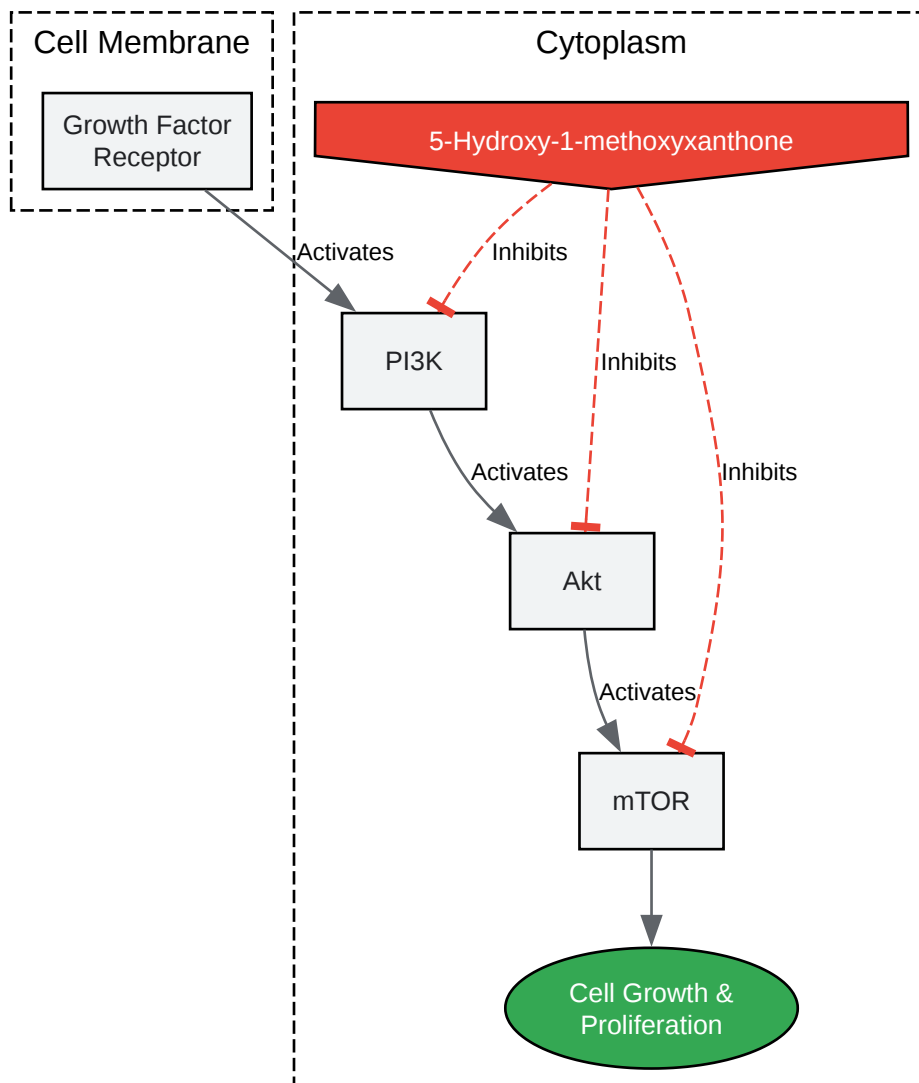 Cell Membrane
Cytoplasm
Growth Factor
Receptor
5-Hydroxy-1-methoxyxanthone
Activates
Inhibits
PI3K
Inhibits
Activates
Inhibits
Akt
Activates
mTOR
Cell Growth &
Proliferation